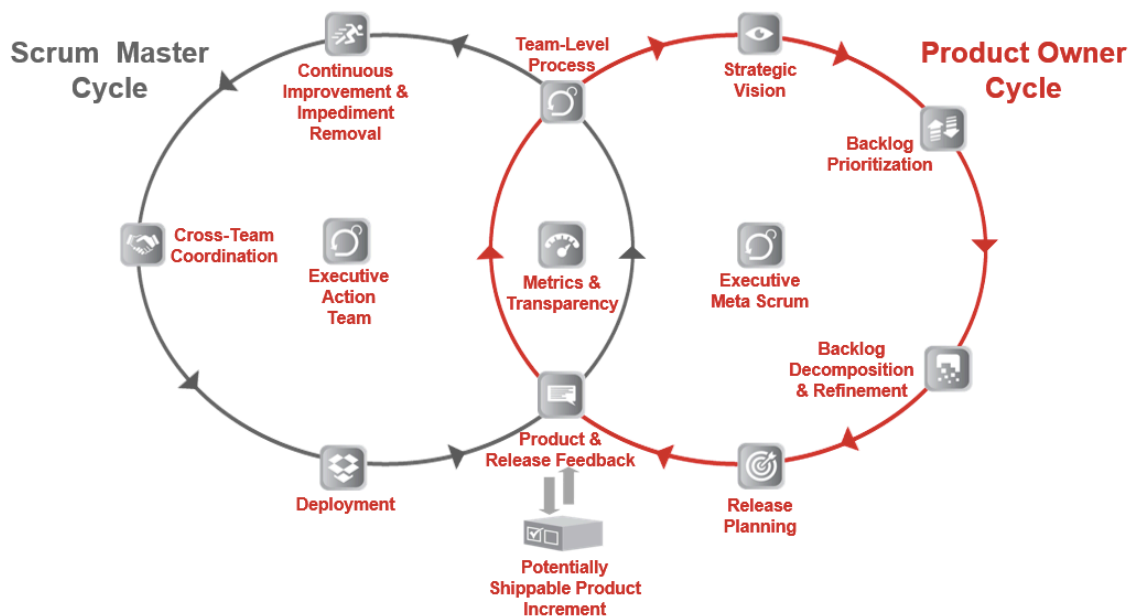 Scrum Master
Cycle
Continuous
Improvement &
Impediment
Removal
Team-Level
Process
Strategic
Vision
Product Owner
Cycle
Backlog
Prioritization
Cross-Team
Coordination
Executive
Action
Team
Metrics &
Transparency
Executive
Meta Scrum
Backlog
Decomposition
& Refinement
Deployment
Product &
Release Feedback
Release
Planning
Potentially
Shippable Product
Increment